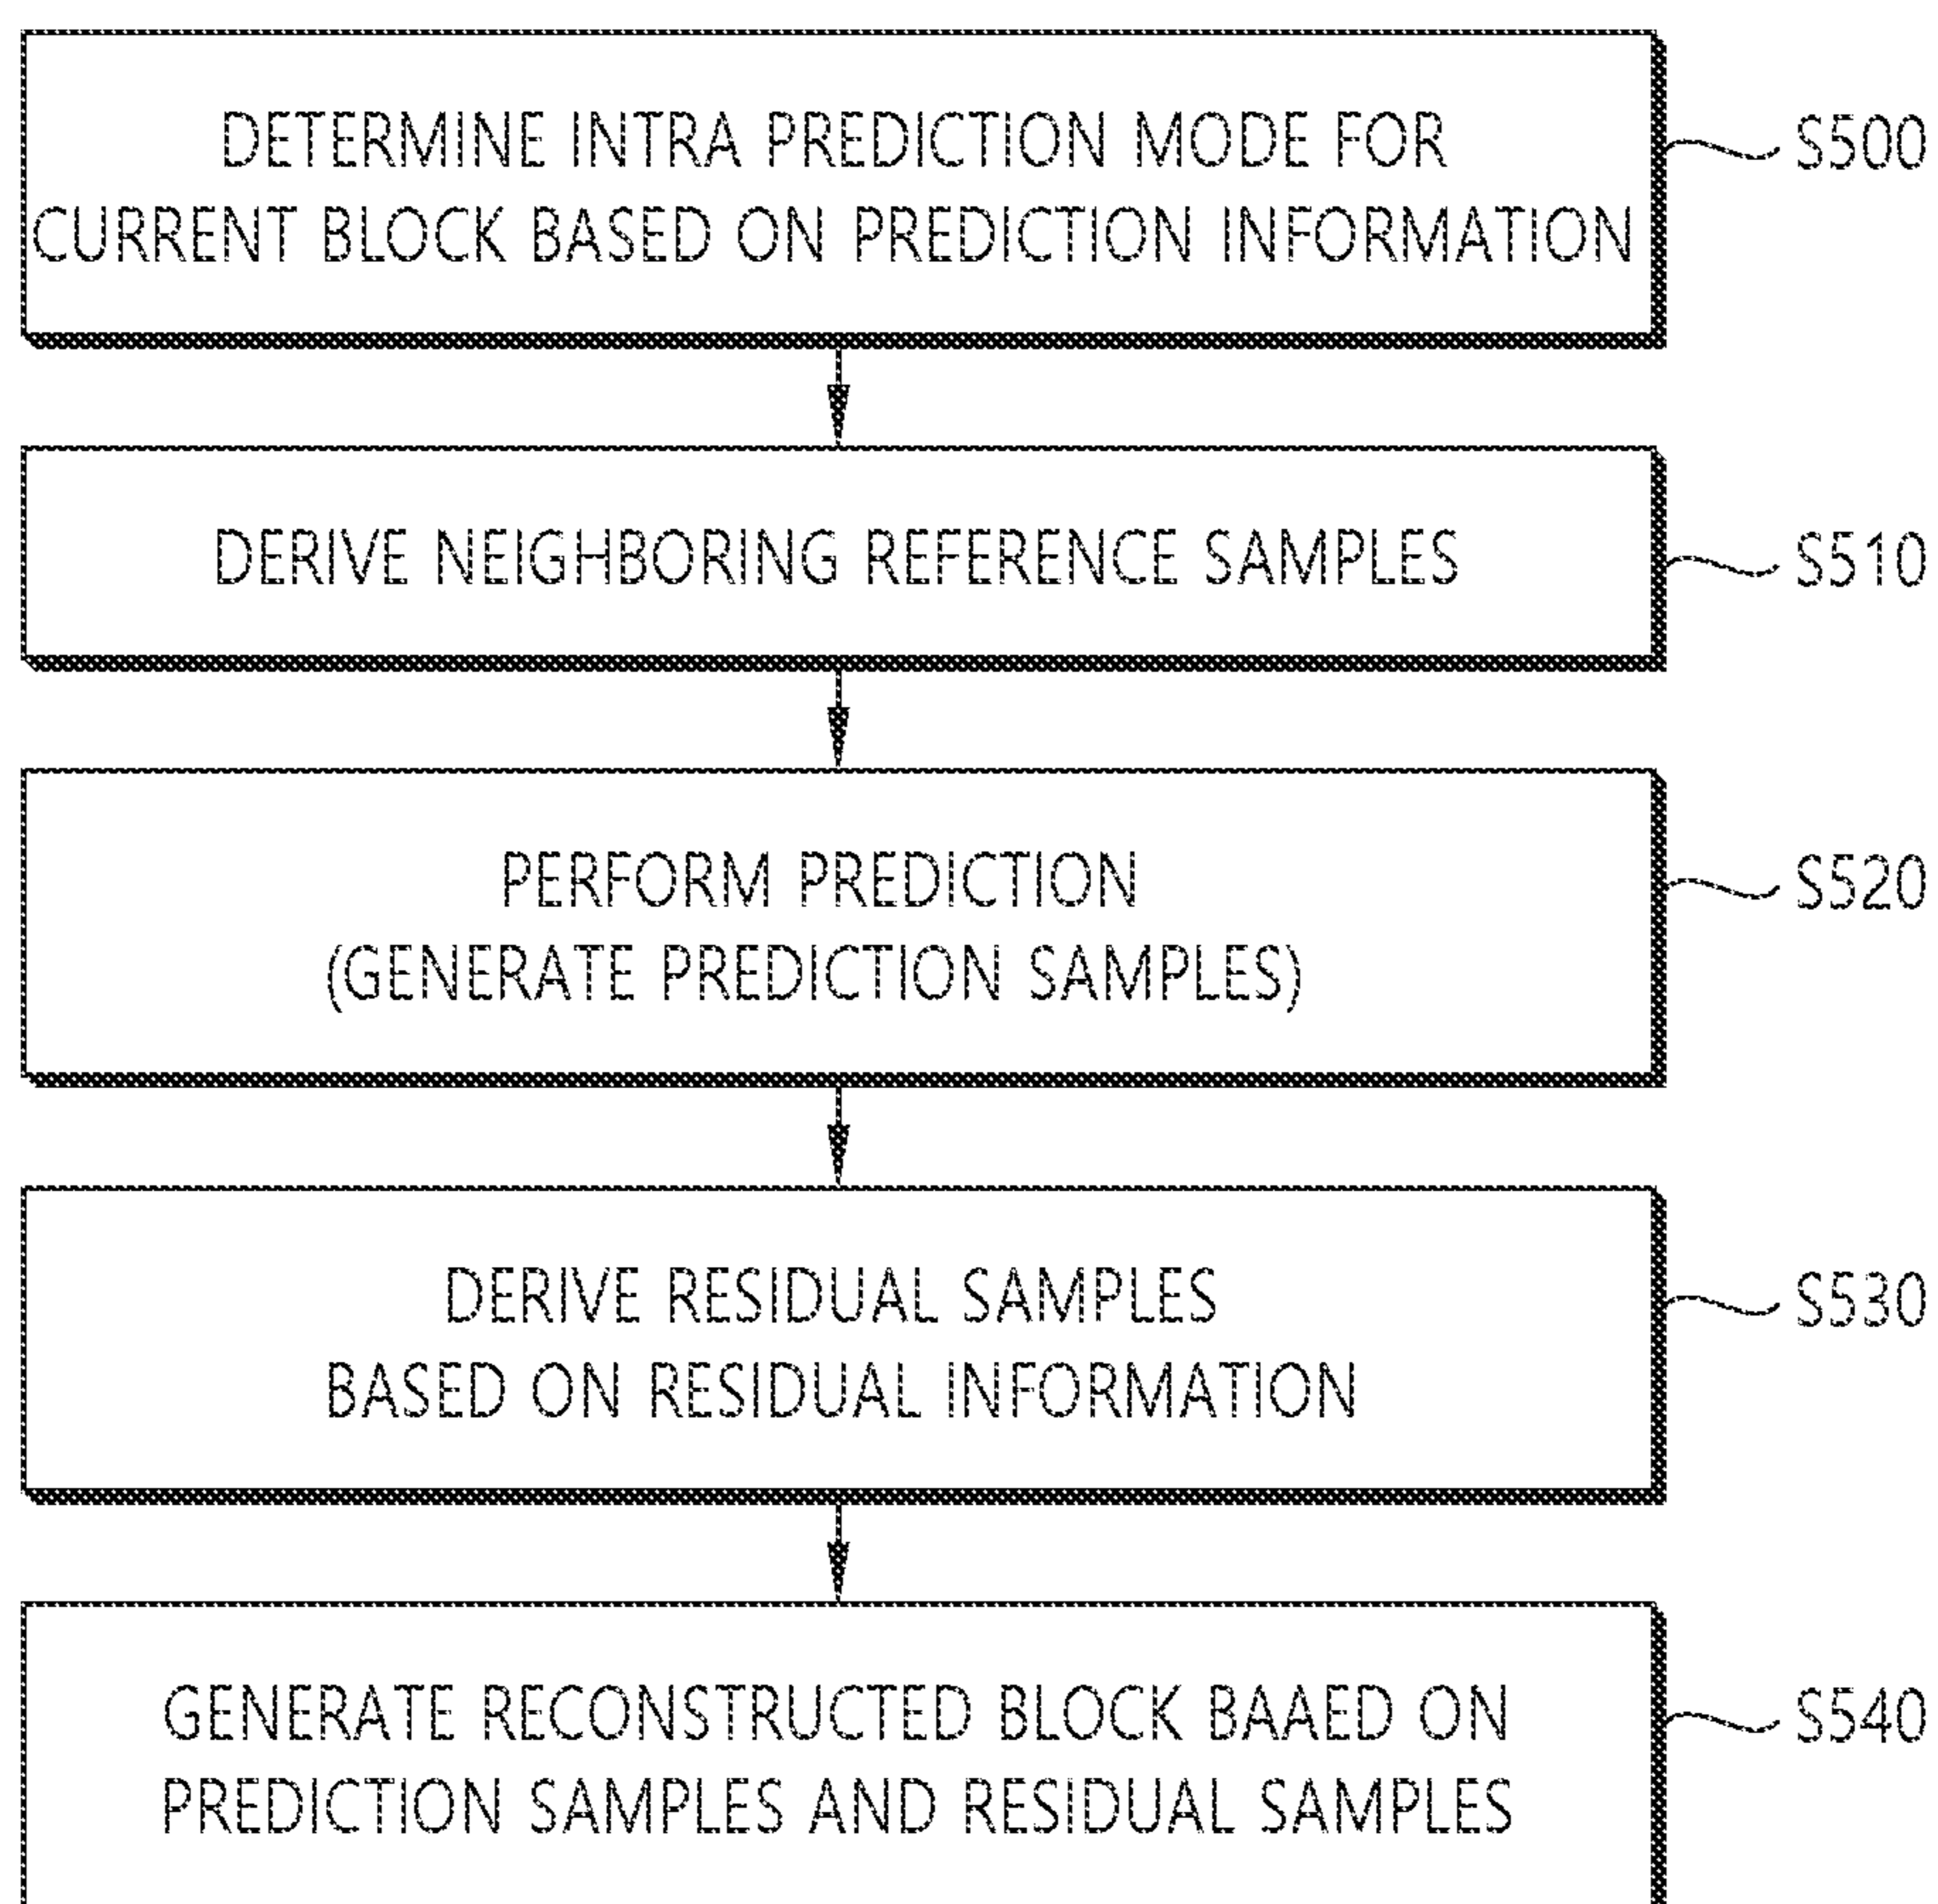 DETERMINE INTRA PREDICTION MODE FOR
CURRENT BLOCK BASED ON PREDICTION INFORMATION
S500
DERIVE NEIGHBORING REFERENCE SAMPLES
S510
PERFORM PREDICTION
(GENERATE PREDICTION SAMPLES)
S520
DERIVE RESIDUAL SAMPLES
BASED ON RESIDUAL INFORMATION
S530
GENERATE RECONSTRUCTED BLOCK BAAED ON
PREDICTION SAMPLES AND RESIDUAL SAMPLES
S540